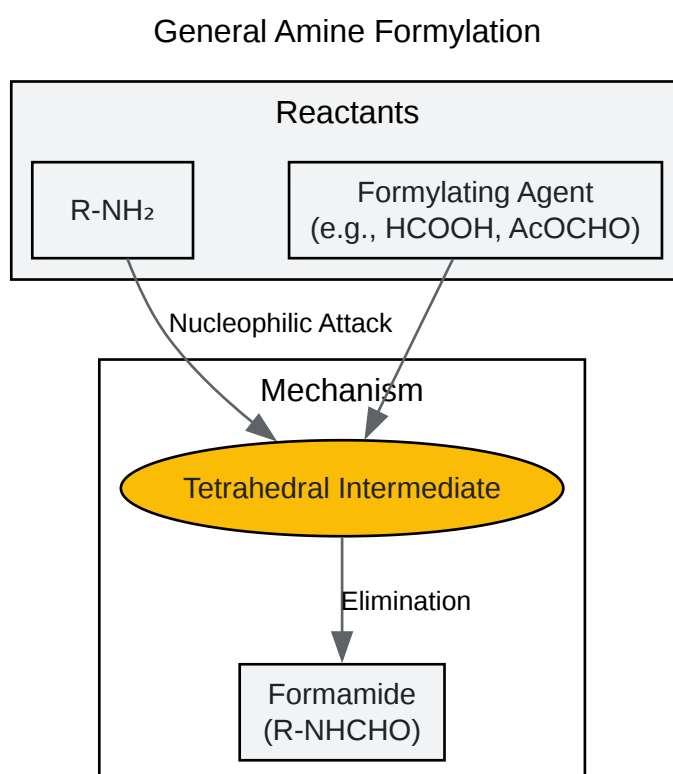 General Amine Formylation
Reactants
R-NH₂
Formylating Agent
(e.g., HCOOH, AcOCHO)
Nucleophilic Attack
Mechanism
Tetrahedral Intermediate
Elimination
Formamide
(R-NHCHO)